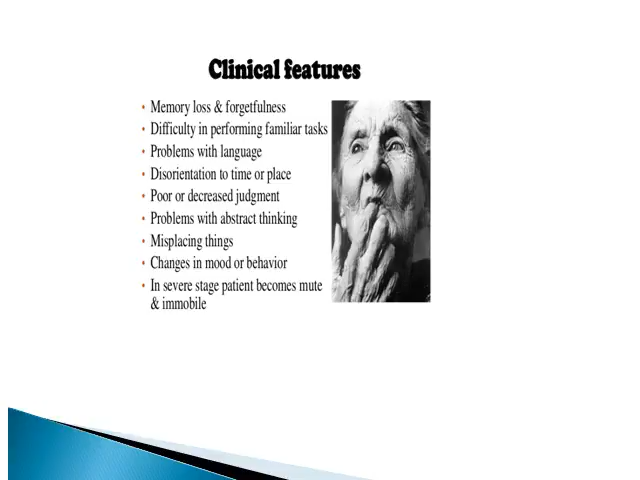 Clinical features
• Memory loss & forgetfulness
• Difficulty in performing familiar tasks
• Problems with language
• Disorientation to time or place
• Poor or decreased judgment
• Problems with abstract thinking
• Misplacing things
• Changes in mood or behavior
• In severe stage patient becomes mute
& immobile